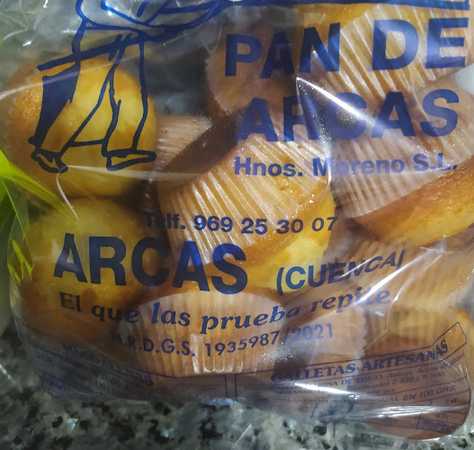 PAN DE
ARCAS
Hnos. Moreno S.L.
Telf. 969 25 30 07
ARCAS (CUENCA)
El que las prueba repite
R.D.G.S. 1935987/2021
GALLETAS ARTESANAS